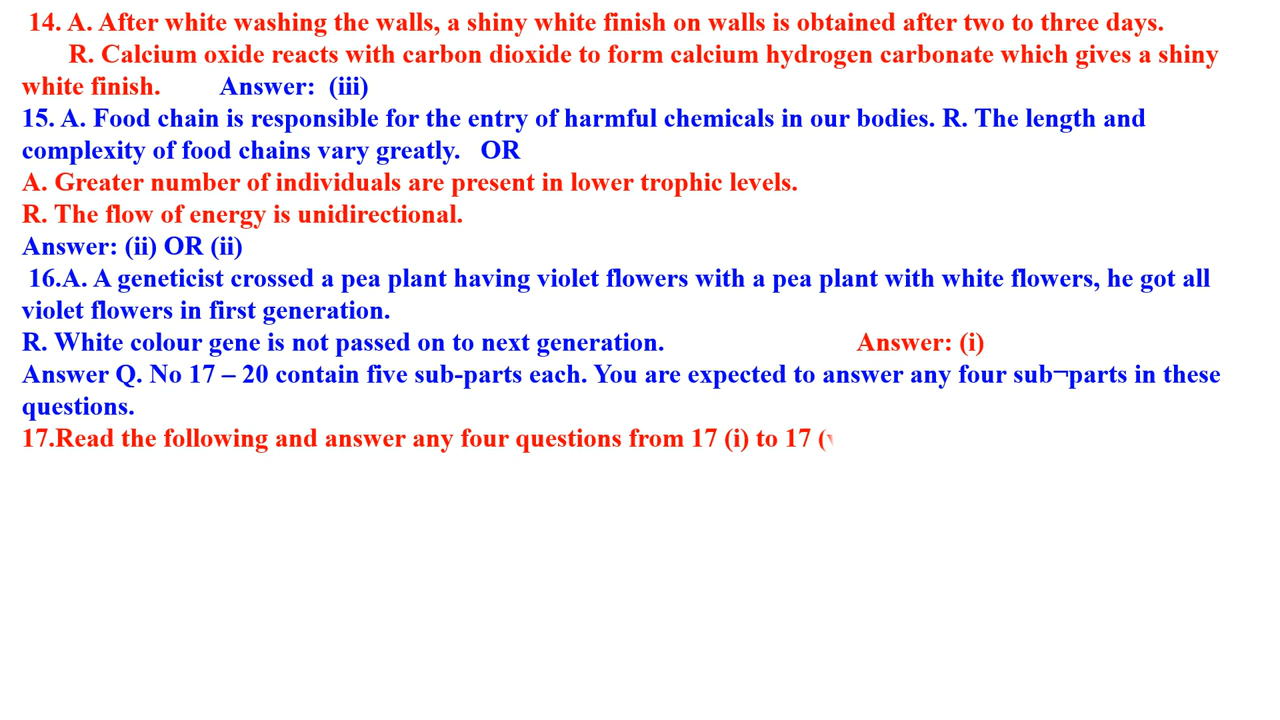 14. A. After white washing the walls, a shiny white finish on walls is obtained after two to three days.
R. Calcium oxide reacts with carbon dioxide to form calcium hydrogen carbonate which gives a shiny
white finish. Answer: (iii)
15. A. Food chain is responsible for the entry of harmful chemicals in our bodies. R. The length and
complexity of food chains vary greatly. OR
A. Greater number of individuals are present in lower trophic levels.
R. The flow of energy is unidirectional.
Answer: (ii) OR (ii)
16.A. A geneticist crossed a pea plant having violet flowers with a pea plant with white flowers, he got all
violet flowers in first generation.
R. White colour gene is not passed on to next generation. Answer: (i)
Answer Q. No 17 – 20 contain five sub-parts each. You are expected to answer any four sub¬parts in these
questions.
17.Read the following and answer any four questions from 17 (i) to 17 (